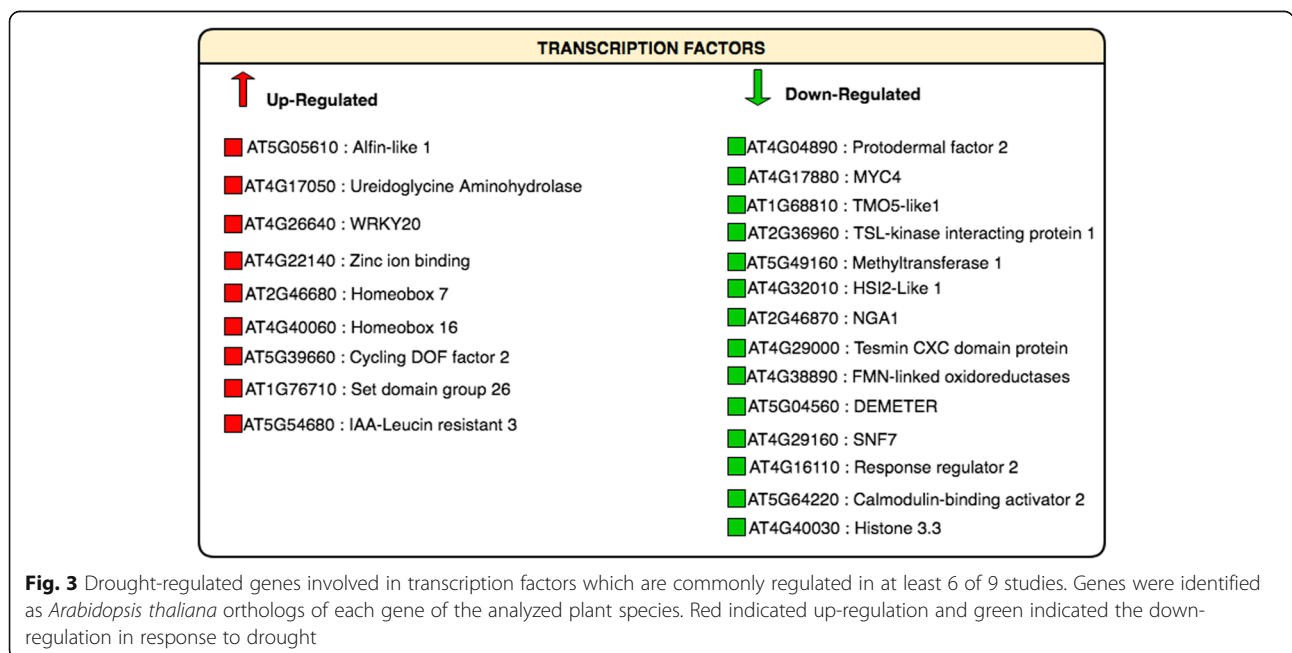 TRANSCRIPTION FACTORS
Up-Regulated
AT5G05610 : Alfin-like 1
AT4G17050 : Ureidoglycine Aminohydrolase
AT4G26640 : WRKY20
AT4G22140 : Zinc ion binding
AT2G46680 : Homeobox 7
AT4G40060 : Homeobox 16
AT5G39660 : Cycling DOF factor 2
AT1G76710 : Set domain group 26
AT5G54680 : IAA-Leucin resistant 3
Down-Regulated
AT4G04890 : Protodermal factor 2
AT4G17880 : MYC4
AT1G68810 : TMO5-like1
AT2G36960 : TSL-kinase interacting protein 1
AT5G49160 : Methyltransferase 1
AT4G32010 : HSI2-Like 1
AT2G46870 : NGA1
AT4G29000 : Tesmin CXC domain protein
AT4G38890 : FMN-linked oxidoreductases
AT5G04560 : DEMETER
AT4G29160 : SNF7
AT4G16110 : Response regulator 2
AT5G64220 : Calmodulin-binding activator 2
AT4G40030 : Histone 3.3
Fig. 3 Drought-regulated genes involved in transcription factors which are commonly regulated in at least 6 of 9 studies. Genes were identified
as Arabidopsis thaliana orthologs of each gene of the analyzed plant species. Red indicated up-regulation and green indicated the down-
regulation in response to drought